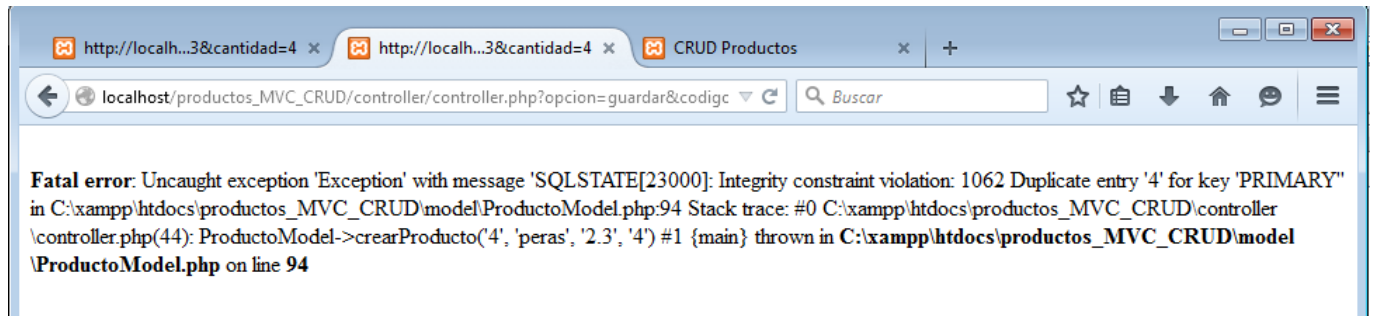 http://localh...3&cantidad=4
http://localh...3&cantidad=4
CRUD Productos
localhost/productos_MVC_CRUD/controller/controller.php?opcion=guardar&codigc
Buscar
Fatal error: Uncaught exception 'Exception' with message 'SQLSTATE[23000]: Integrity constraint violation: 1062 Duplicate entry '4' for key 'PRIMARY''
in C:\xampp\htdocs\productos_MVC_CRUD\model\ProductoModel.php:94 Stack trace: #0 C:\xampp\htdocs\productos_MVC_CRUD\controller
\controller.php(44): ProductoModel->crearProducto('4', 'peras', '2.3', '4') #1 {main} thrown in C:\xampp\htdocs\productos_MVC_CRUD\model
\ProductoModel.php on line 94